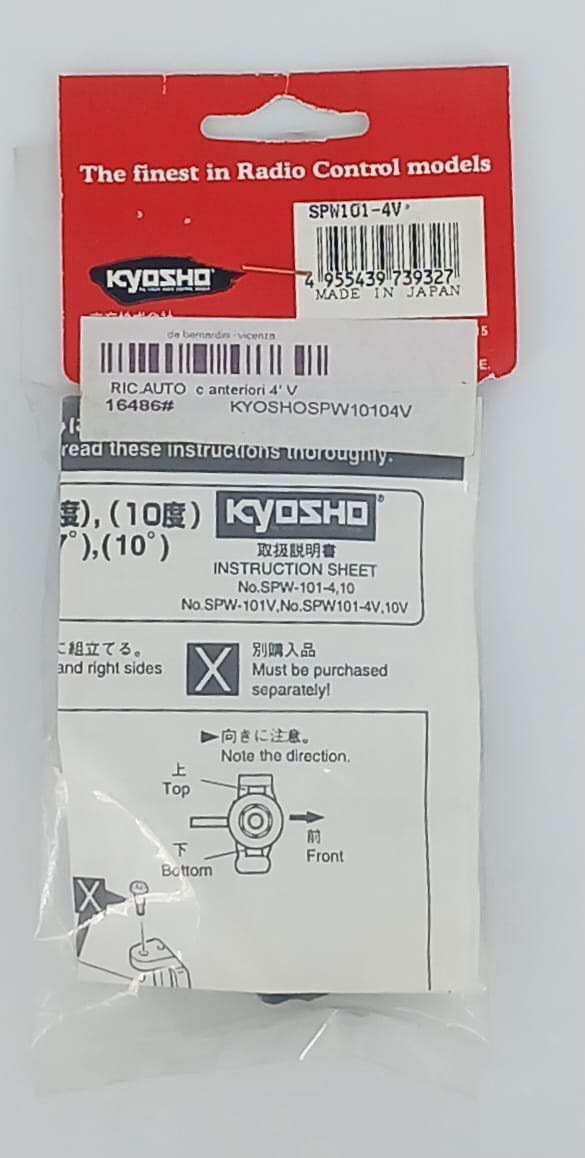 The finest in Radio Control models
SPW101-4V
KYOSHO
4 955439 739327
MADE IN JAPAN
de bernardini - vicenza
RIC.AUTO c anteriori 4' V
16486# KYOSHOSPW10104V
read these instructions thoroughly.
度),(10度)
7°),(10°)
KYOSHO®
取扱説明書
INSTRUCTION SHEET
No.SPW-101-4,10
No.SPW-101V,No.SPW101-4V,10V
に組立てる。
and right sides
X
別購入品
Must be purchased
separately!
▶向きに注意。
Note the direction.
上
Top
前
Front
下
Bottom
X